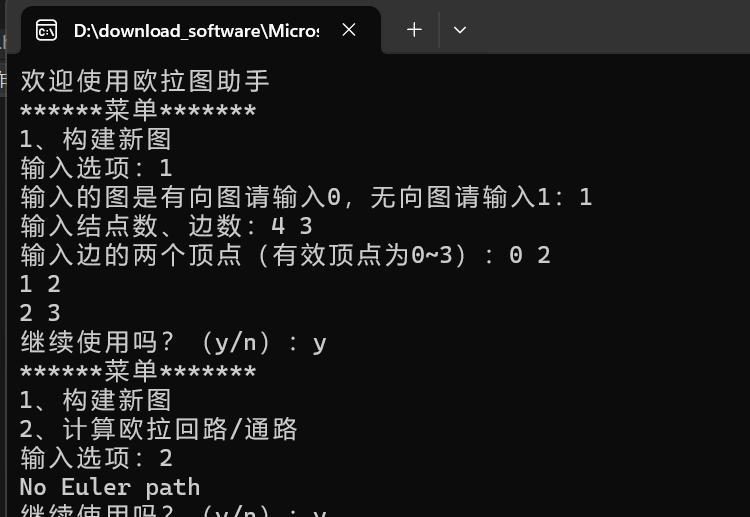 D:\download_software\Micros
欢迎使用欧拉图助手
******菜单*******
1、构建新图
输入选项：1
输入的图是有向图请输入0，无向图请输入1：1
输入结点数、边数：4 3
输入边的两个顶点（有效顶点为0~3）：0 2
1 2
2 3
继续使用吗？（y/n）：y
******菜单*******
1、构建新图
2、计算欧拉回路/通路
输入选项：2
No Euler path
继续使用吗？（y/n）：y